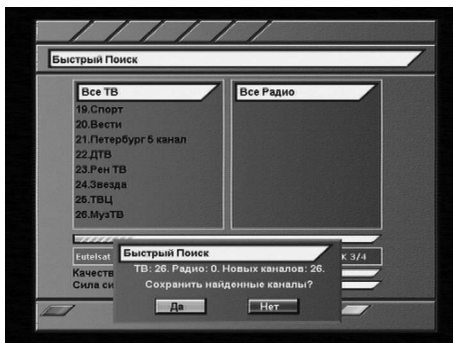 Быстрый Поиск
Все ТВ
Все Радио
19.Спорт
20.Вести
21.Петербург 5 канал
22.ДТВ
23.Рен ТВ
24.Звезда
25.ТВЦ
26.МузТВ
Eutelsat
К 3/4
Качеств
Сила си
Быстрый Поиск
ТВ: 26. Радио: 0. Новых каналов: 26.
Сохранить найденные каналы?
Да
Нет